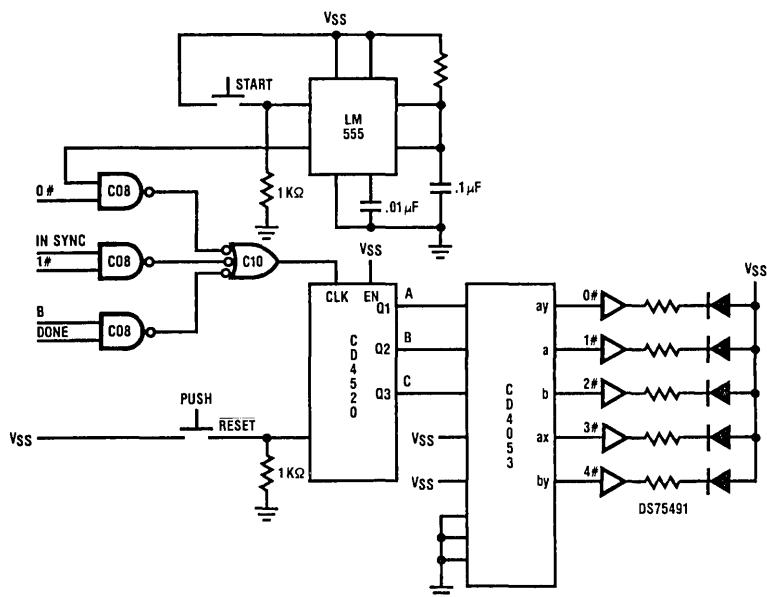 VSS
START
LM
555
0#
C08
1KΩ
.01µF
.1µF
IN SYNC
1#
C08
C10
VSS
B
DONE
C08
CLK EN
Q1
A
Q2
B
Q3
C
CD4520
PUSH
VSS
RESET
1KΩ
VSS
VSS
CD4053
ay
a
b
ax
by
0#
1#
2#
3#
4#
VSS
DS75491